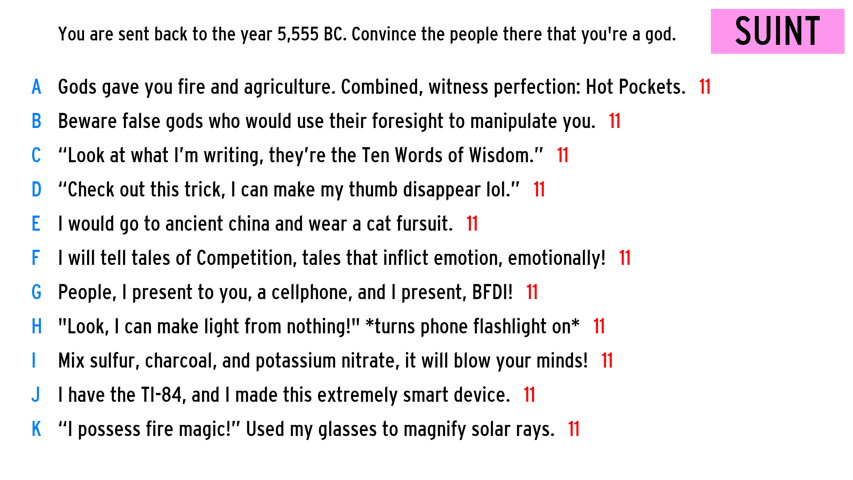 You are sent back to the year 5,555 BC. Convince the people there that you're a god.
SUINT
A Gods gave you fire and agriculture. Combined, witness perfection: Hot Pockets. 11
B Beware false gods who would use their foresight to manipulate you. 11
C “Look at what I’m writing, they’re the Ten Words of Wisdom.” 11
D “Check out this trick, I can make my thumb disappear lol.” 11
E I would go to ancient china and wear a cat fursuit. 11
F I will tell tales of Competition, tales that inflict emotion, emotionally! 11
G People, I present to you, a cellphone, and I present, BFDI! 11
H "Look, I can make light from nothing!" *turns phone flashlight on* 11
I Mix sulfur, charcoal, and potassium nitrate, it will blow your minds! 11
J I have the TI-84, and I made this extremely smart device. 11
K “I possess fire magic!” Used my glasses to magnify solar rays. 11